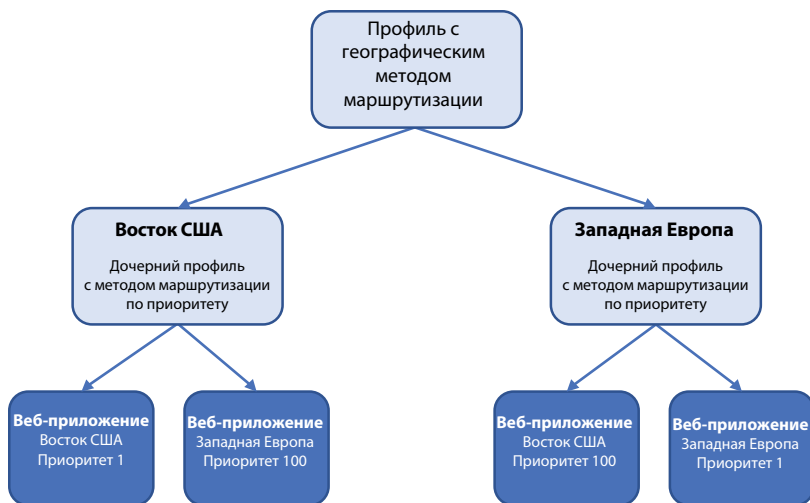 Профиль с
географическим
методом
маршрутизации
Восток США
Дочерний профиль
с методом маршрутизации
по приоритету
Западная Европа
Дочерний профиль
с методом маршрутизации
по приоритету
Веб-приложение
Восток США
Приоритет 1
Веб-приложение
Западная Европа
Приоритет 100
Веб-приложение
Восток США
Приоритет 100
Веб-приложение
Западная Европа
Приоритет 1